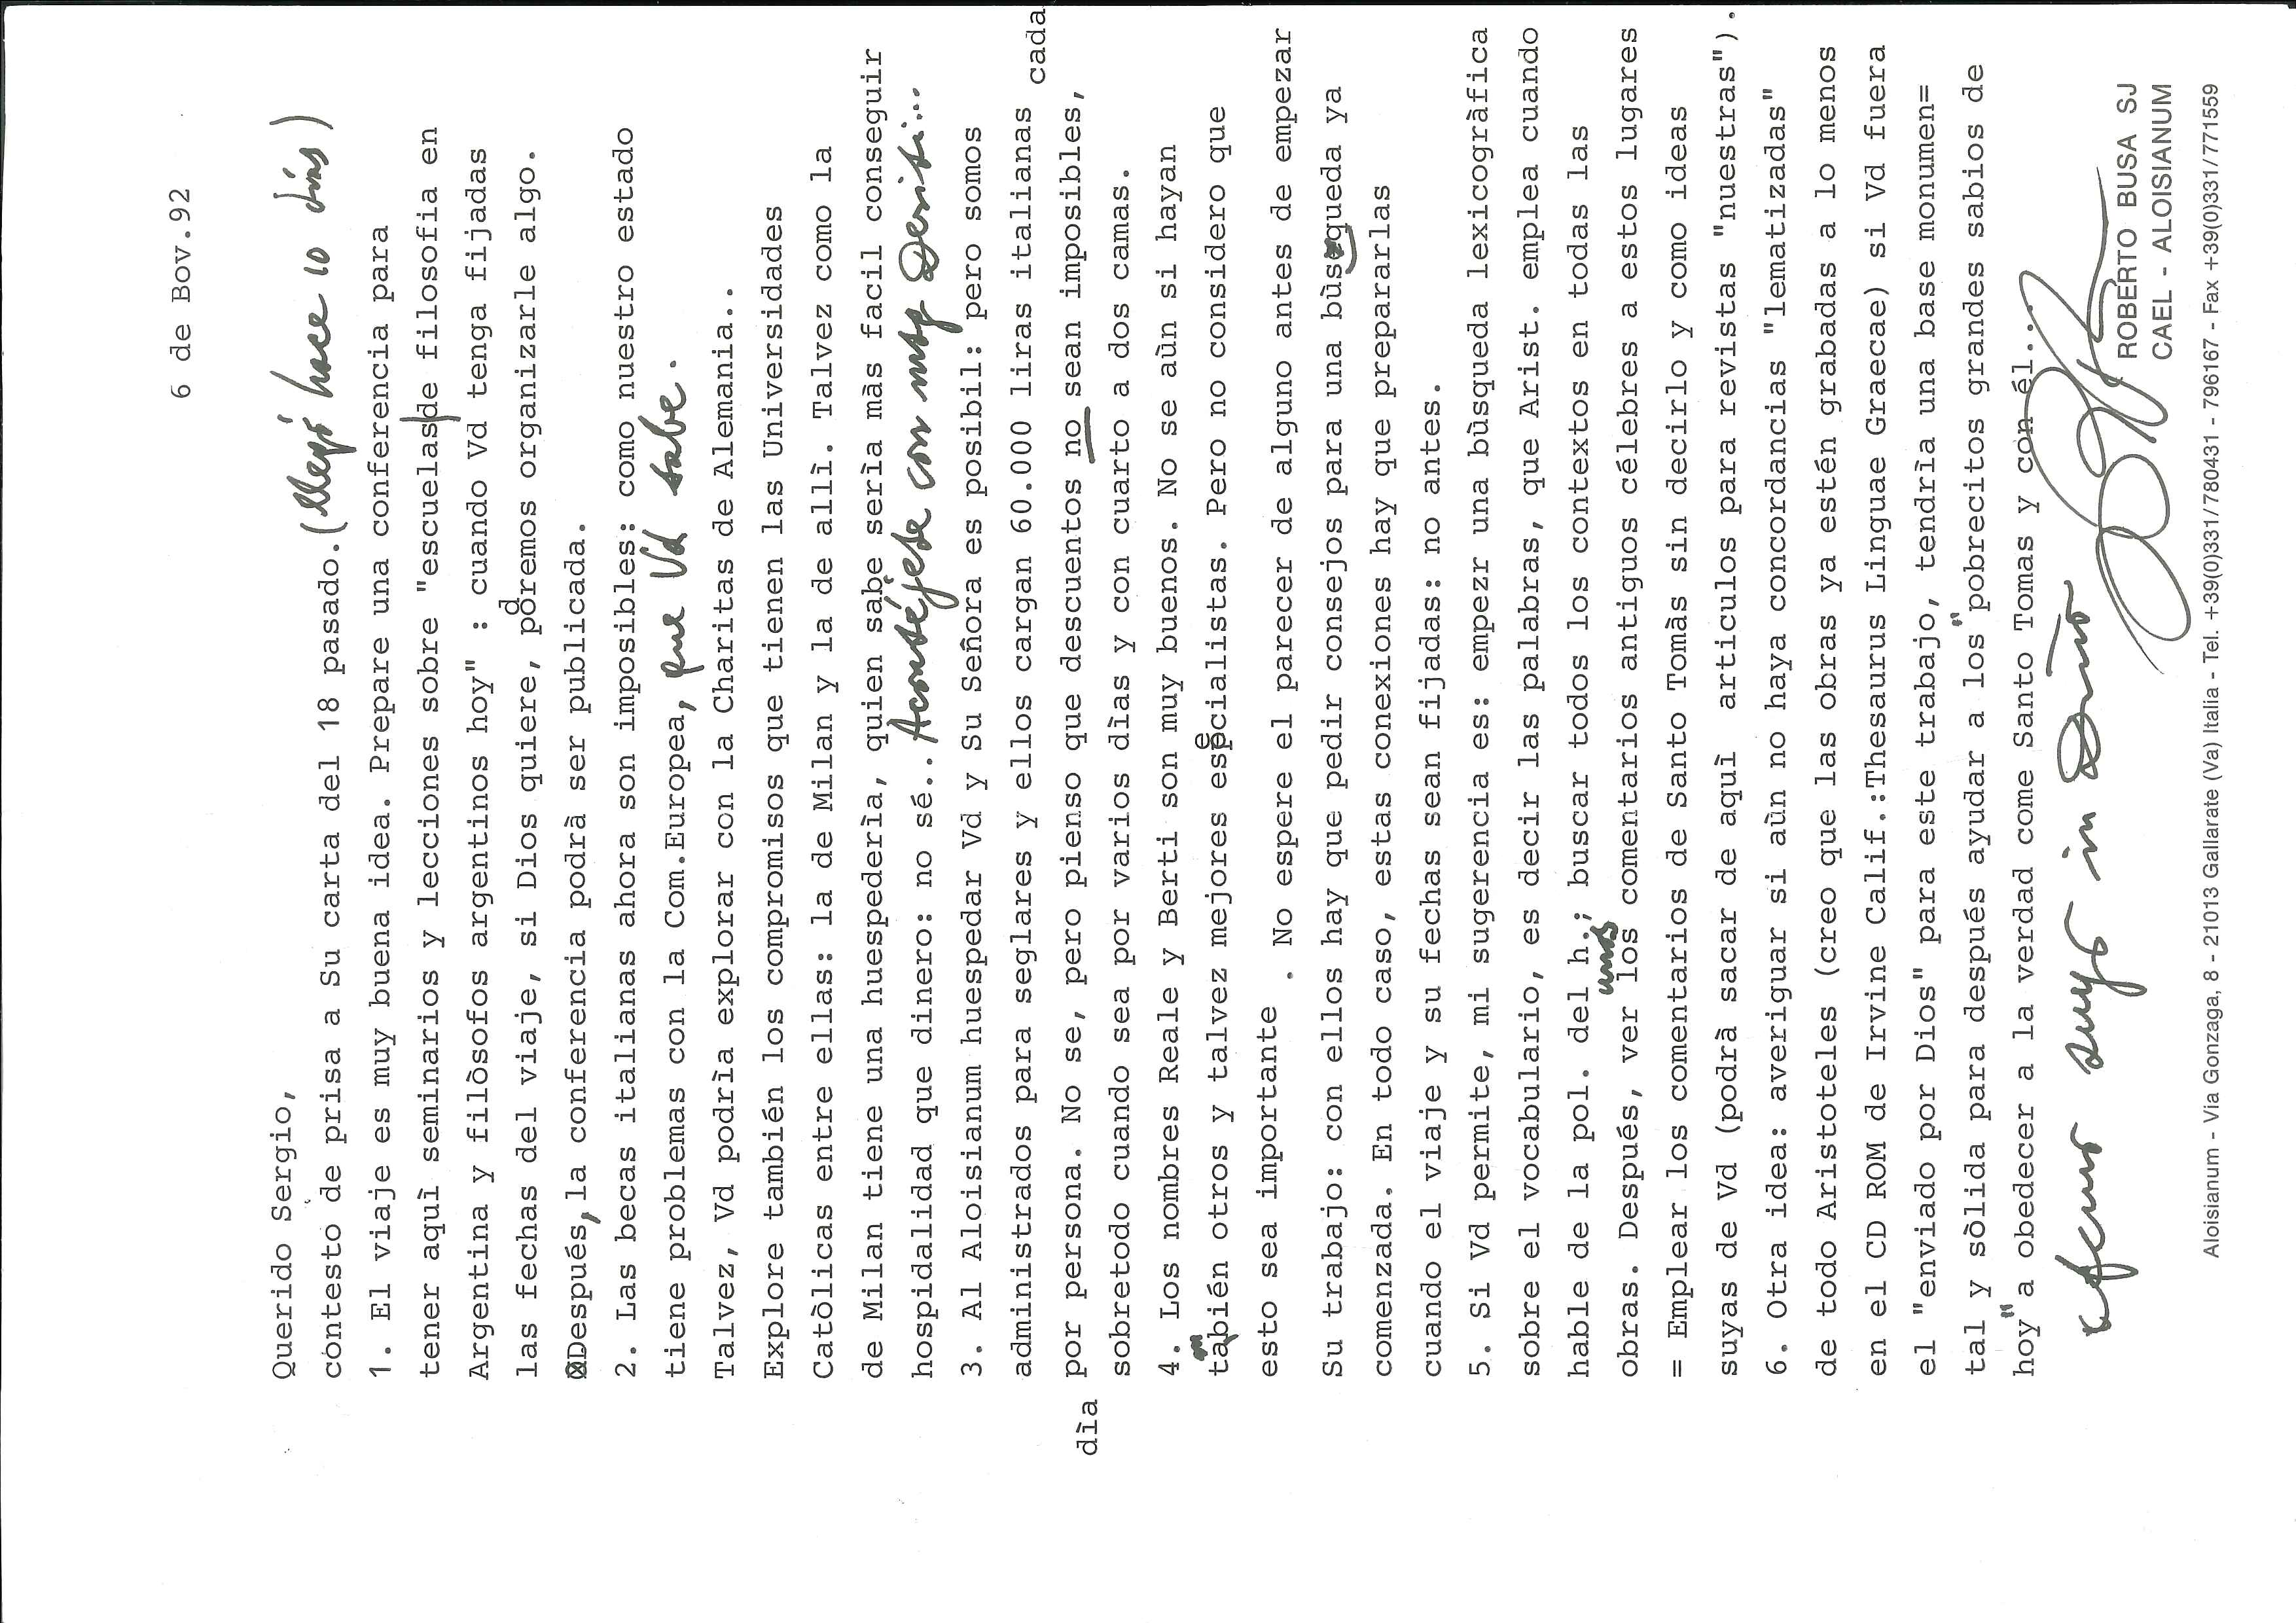 6 de Bov.92
Querido Sergio,
contesto de prisa a Su carta del 18 pasado. (llegó hace 10 días)
1. El viaje es muy buena idea. Prepare una conferencia para
tener aquì seminarios y lecciones sobre "escuelas|de filosofia en
Argentina y filòsofos argentinos hoy" : cuando Vd tenga fijadas
las fechas del viaje, si Dios quiere, podremos organizarle algo.
Después, la conferencia podrà ser publicada.
2. Las becas italianas ahora son imposibles: como nuestro estado
tiene problemas con la Com.Europea, que Vd sabe.
Talvez, Vd podrìa explorar con la Charitas de Alemania..
Explore también los compromisos que tienen las Universidades
Catòlicas entre ellas: la de Milan y la de allì. Talvez como la
de Milan tiene una huespederìa, quien sabe serìa màs facil conseguir
hospitalidad que dinero: no sé.. Aconséjese con msg
3. Al Aloisianum huespedar Vd y Su Señora es posibil: pero somos
administrados para seglares y ellos cargan 60.000 liras italianas cada
dìa por persona. No se, pero pienso que descuentos no sean imposibles,
sobretodo cuando sea por varios dìas y con cuarto a dos camas.
4. Los nombres Reale y Berti son muy buenos. No se aùn si hayan
también otros y talvez mejores especialistas. Pero no considero que
esto sea importante . No espere el parecer de alguno antes de empezar
Su trabajo: con ellos hay que pedir consejos para una bùsqueda ya
comenzada. En todo caso, estas conexiones hay que prepararlas
cuando el viaje y su fechas sean fijadas: no antes.
5. Si Vd permite, mi sugerencia es: empezr una bùsqueda lexicogràfica
sobre el vocabulario, es decir las palabras, que Arist. emplea cuando
hable de la pol. del h.; buscar todos los contextos en todas las
unos
obras. Después, ver los comentarios antiguos célebres a estos lugares
= Emplear los comentarios de Santo Tomàs sin decirlo y como ideas
suyas de Vd (podrà sacar de aquì articulos para revistas "nuestras").
6. Otra idea: averiguar si aùn no haya concordancias "lematizadas"
de todo Aristoteles (creo que las obras ya estén grabadas a lo menos
en el CD ROM de Irvine Calif.:Thesaurus Linguae Graecae) si Vd fuera
el "enviado por Dios" para este trabajo, tendrìa una base monumen=
tal y sòlida para después ayudar a los "pobrecitos grandes sabios de
hoy" a obedecer a la verdad come Santo Tomas y con él...
afcmo suyo in Dno
ROBERTO BUSA SJ
CAEL - ALOISIANUM
Aloisianum - Via Gonzaga, 8 - 21013 Gallarate (Va) Italia - Tel. +39(0)331/780431 - 796167 - Fax +39(0)331/771559